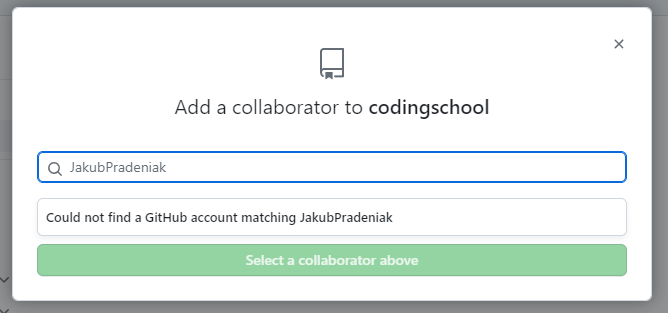 Add a collaborator to codingschool
JakubPradeniak
Could not find a GitHub account matching JakubPradeniak
Select a collaborator above